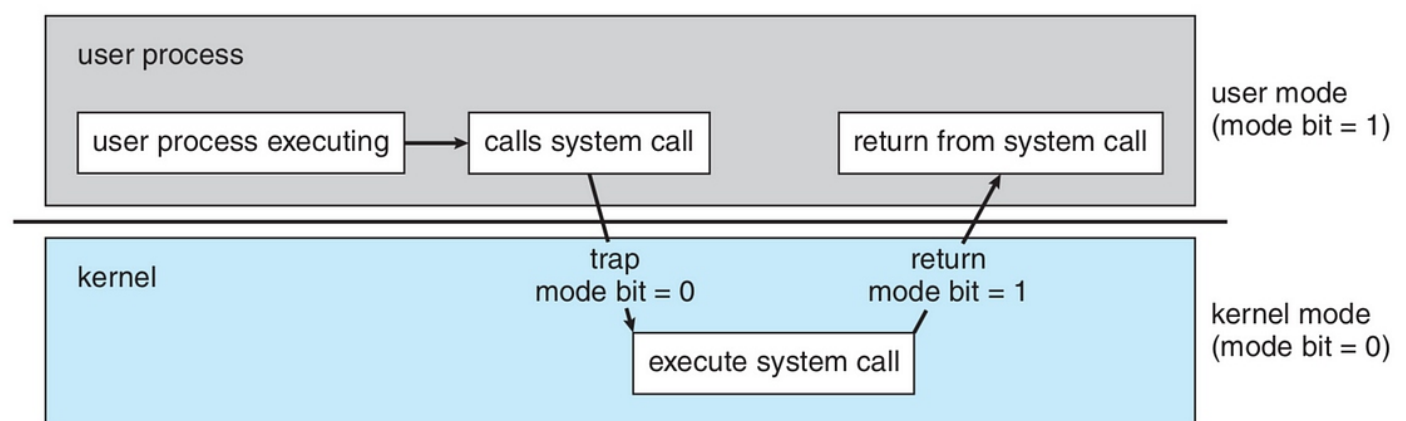 user process
user process executing
calls system call
return from system call
user mode
(mode bit = 1)
kernel
trap
mode bit = 0
return
mode bit = 1
execute system call
kernel mode
(mode bit = 0)